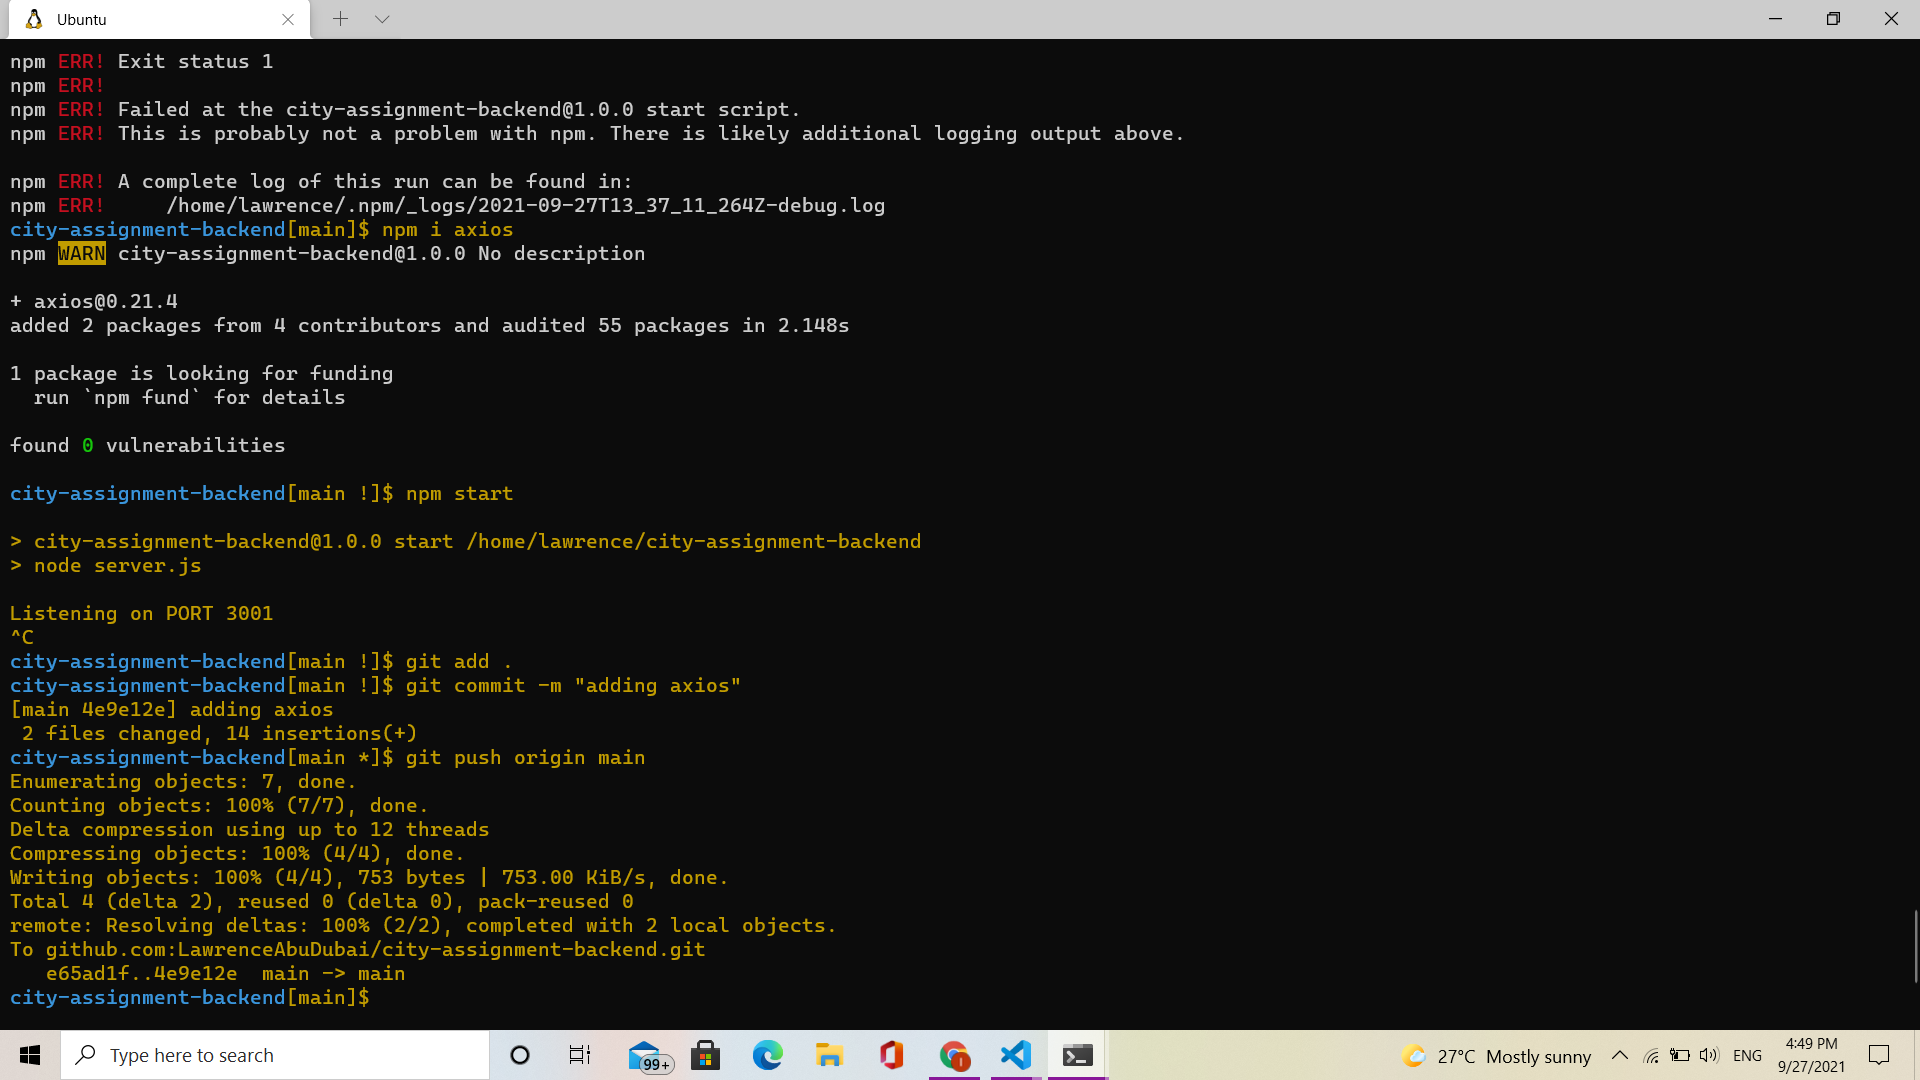 Ubuntu
npm ERR! Exit status 1
npm ERR!
npm ERR! Failed at the city-assignment-backend@1.0.0 start script.
npm ERR! This is probably not a problem with npm. There is likely additional logging output above.
npm ERR! A complete log of this run can be found in:
npm ERR!     /home/lawrence/.npm/_logs/2021-09-27T13_37_11_264Z-debug.log
city-assignment-backend[main]$ npm i axios
npm WARN city-assignment-backend@1.0.0 No description
+ axios@0.21.4
added 2 packages from 4 contributors and audited 55 packages in 2.148s
1 package is looking for funding
  run `npm fund` for details
found 0 vulnerabilities
city-assignment-backend[main !]$ npm start
> city-assignment-backend@1.0.0 start /home/lawrence/city-assignment-backend
> node server.js
Listening on PORT 3001
^C
city-assignment-backend[main !]$ git add .
city-assignment-backend[main !]$ git commit -m "adding axios"
[main 4e9e12e] adding axios
 2 files changed, 14 insertions(+)
city-assignment-backend[main *]$ git push origin main
Enumerating objects: 7, done.
Counting objects: 100% (7/7), done.
Delta compression using up to 12 threads
Compressing objects: 100% (4/4), done.
Writing objects: 100% (4/4), 753 bytes | 753.00 KiB/s, done.
Total 4 (delta 2), reused 0 (delta 0), pack-reused 0
remote: Resolving deltas: 100% (2/2), completed with 2 local objects.
To github.com:LawrenceAbuDubai/city-assignment-backend.git
   e65ad1f..4e9e12e  main -> main
city-assignment-backend[main]$
Type here to search
99+
27°C Mostly sunny
ENG
4:49 PM
9/27/2021